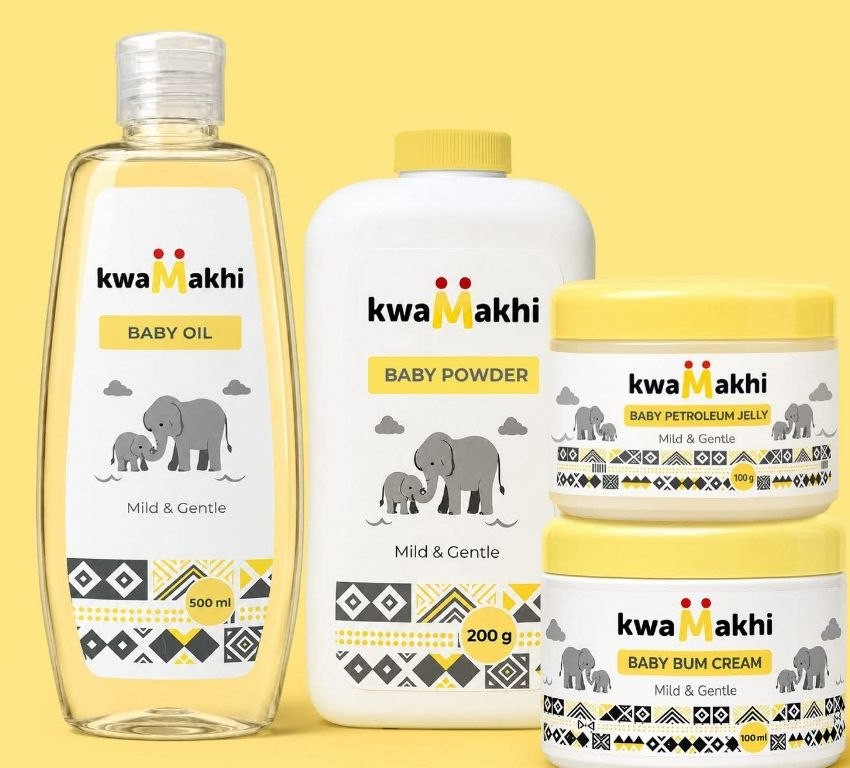 kwaMakhi
BABY OIL
Mild & Gentle
500 ml
kwaMakhi
BABY POWDER
Mild & Gentle
200 g
kwaMakhi
BABY PETROLEUM JELLY
Mild & Gentle
100 g
kwaMakhi
BABY BUM CREAM
Mild & Gentle
100 ml